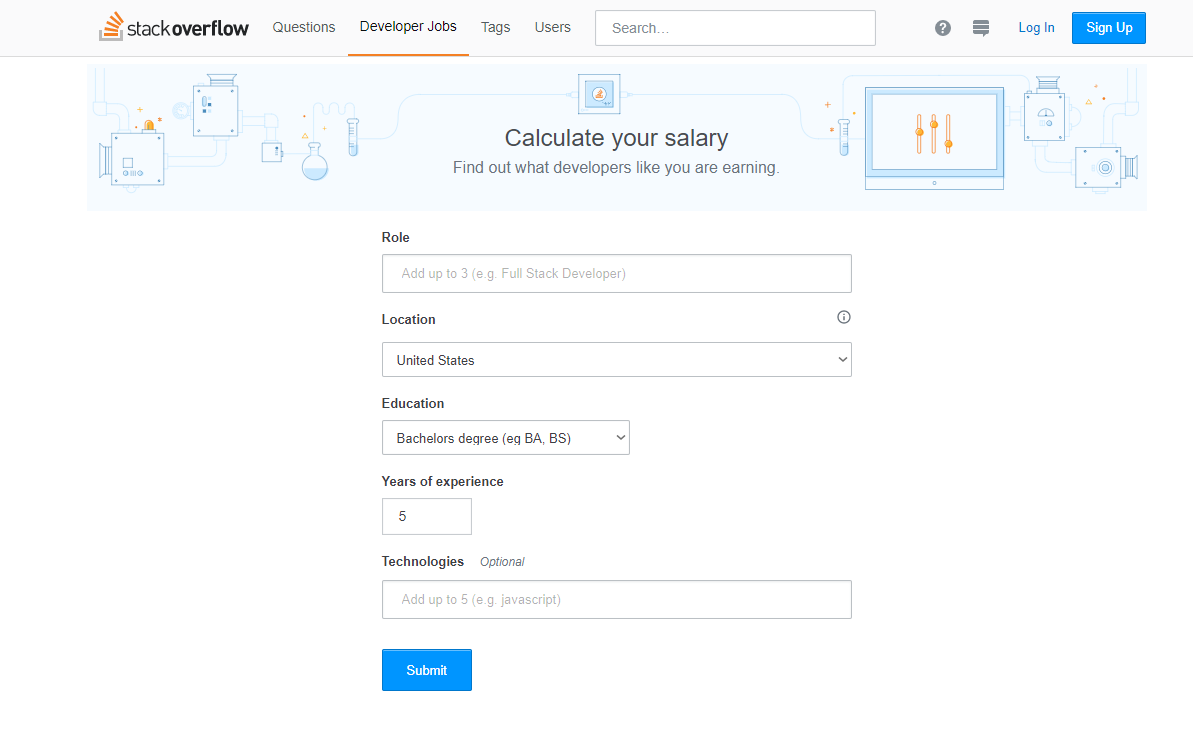 stackoverflow Questions Developer Jobs Tags Users Search... Log In Sign Up
Calculate your salary
Find out what developers like you are earning.
Role
Add up to 3 (e.g. Full Stack Developer)
Location
United States
Education
Bachelors degree (eg BA, BS)
Years of experience
5
Technologies Optional
Add up to 5 (e.g. javascript)
Submit